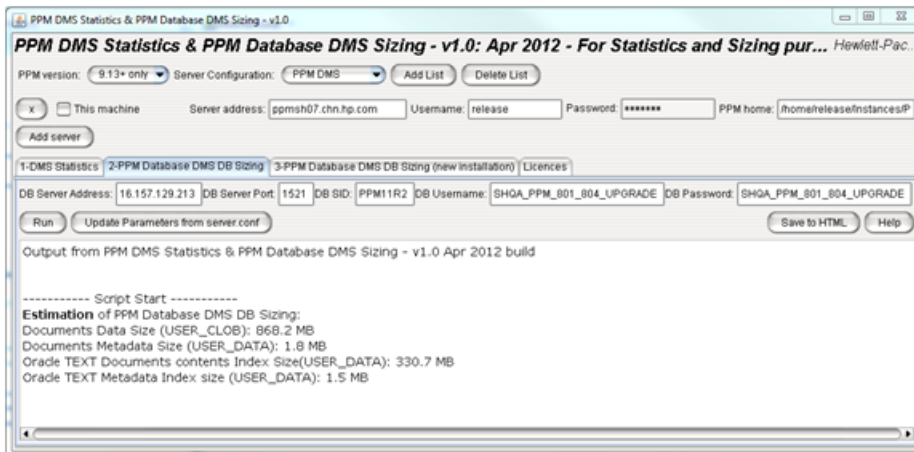 PPM DMS Statistics & PPM Database DMS Sizing - v1.0
PPM DMS Statistics & PPM Database DMS Sizing - v1.0: Apr 2012 - For Statistics and Sizing pur... Hewlett-Pac...
PPM version: 9.13+ only Server Configuration: PPM DMS Add List Delete List
x This machine Server address: ppmsh07.chn.hp.com Username: release Password: ******* PPM home: /home/release/instances/P
Add server
1-DMS Statistics 2-PPM Database DMS DB Sizing 3-PPM Database DMS DB Sizing (new installation) Licences
DB Server Address: 16.157.129.213 DB Server Port: 1521 DB SID: PPM11R2 DB Username: SHQA_PPM_801_804_UPGRADE DB Password: SHQA_PPM_801_804_UPGRADE
Run Update Parameters from server.conf Save to HTML Help
Output from PPM DMS Statistics & PPM Database DMS Sizing - v1.0 Apr 2012 build
----------- Script Start -----------
Estimation of PPM Database DMS DB Sizing:
Documents Data Size (USER_CLOB): 868.2 MB
Documents Metadata Size (USER_DATA): 1.8 MB
Oracle TEXT Documents contents Index Size(USER_DATA): 330.7 MB
Oracle TEXT Metadata Index size (USER_DATA): 1.5 MB